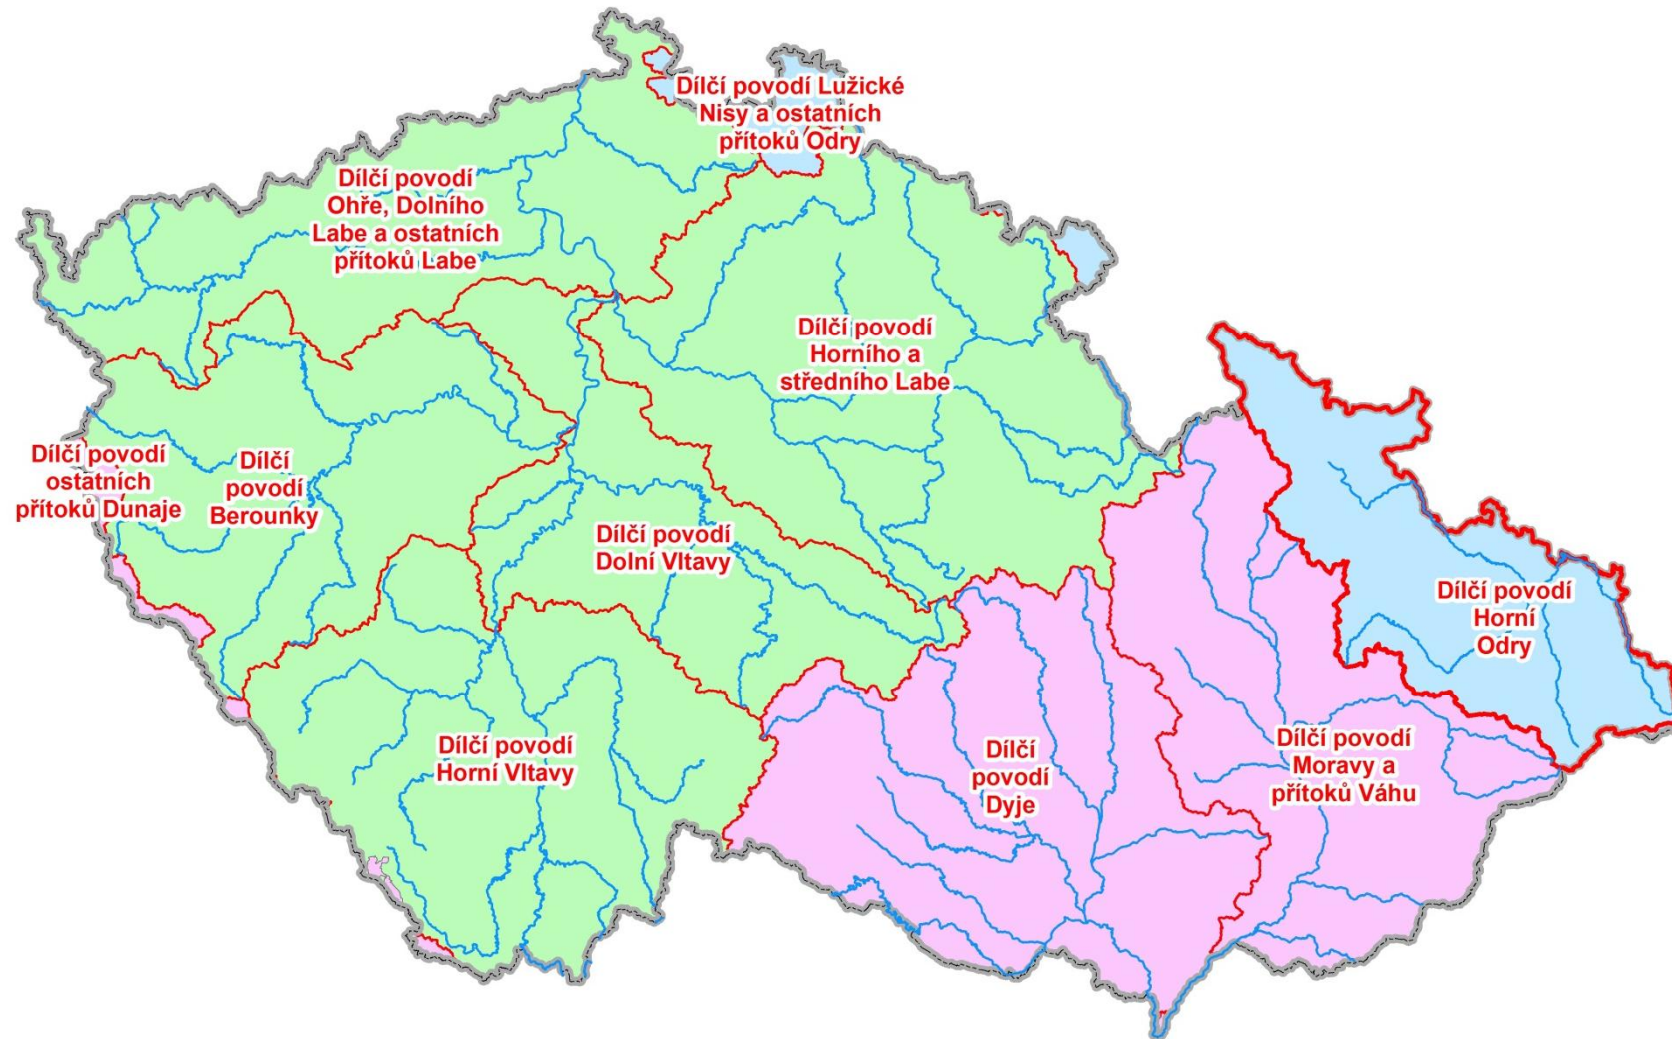 Dílčí povodí Lužické
Nisy a ostatních
přítoků Odry
Dílčí povodí
Ohře, Dolního
Labe a ostatních
přítoků Labe
Dílčí povodí
Horního a
středního Labe
Dílčí povodí
ostatních
přítoků Dunaje
Dílčí
povodí
Berounky
Dílčí povodí
Dolní Vltavy
Dílčí povodí
Horní
Odry
Dílčí povodí
Horní Vltavy
Dílčí
povodí
Dyje
Dílčí povodí
Moravy a
přítoků Váhu